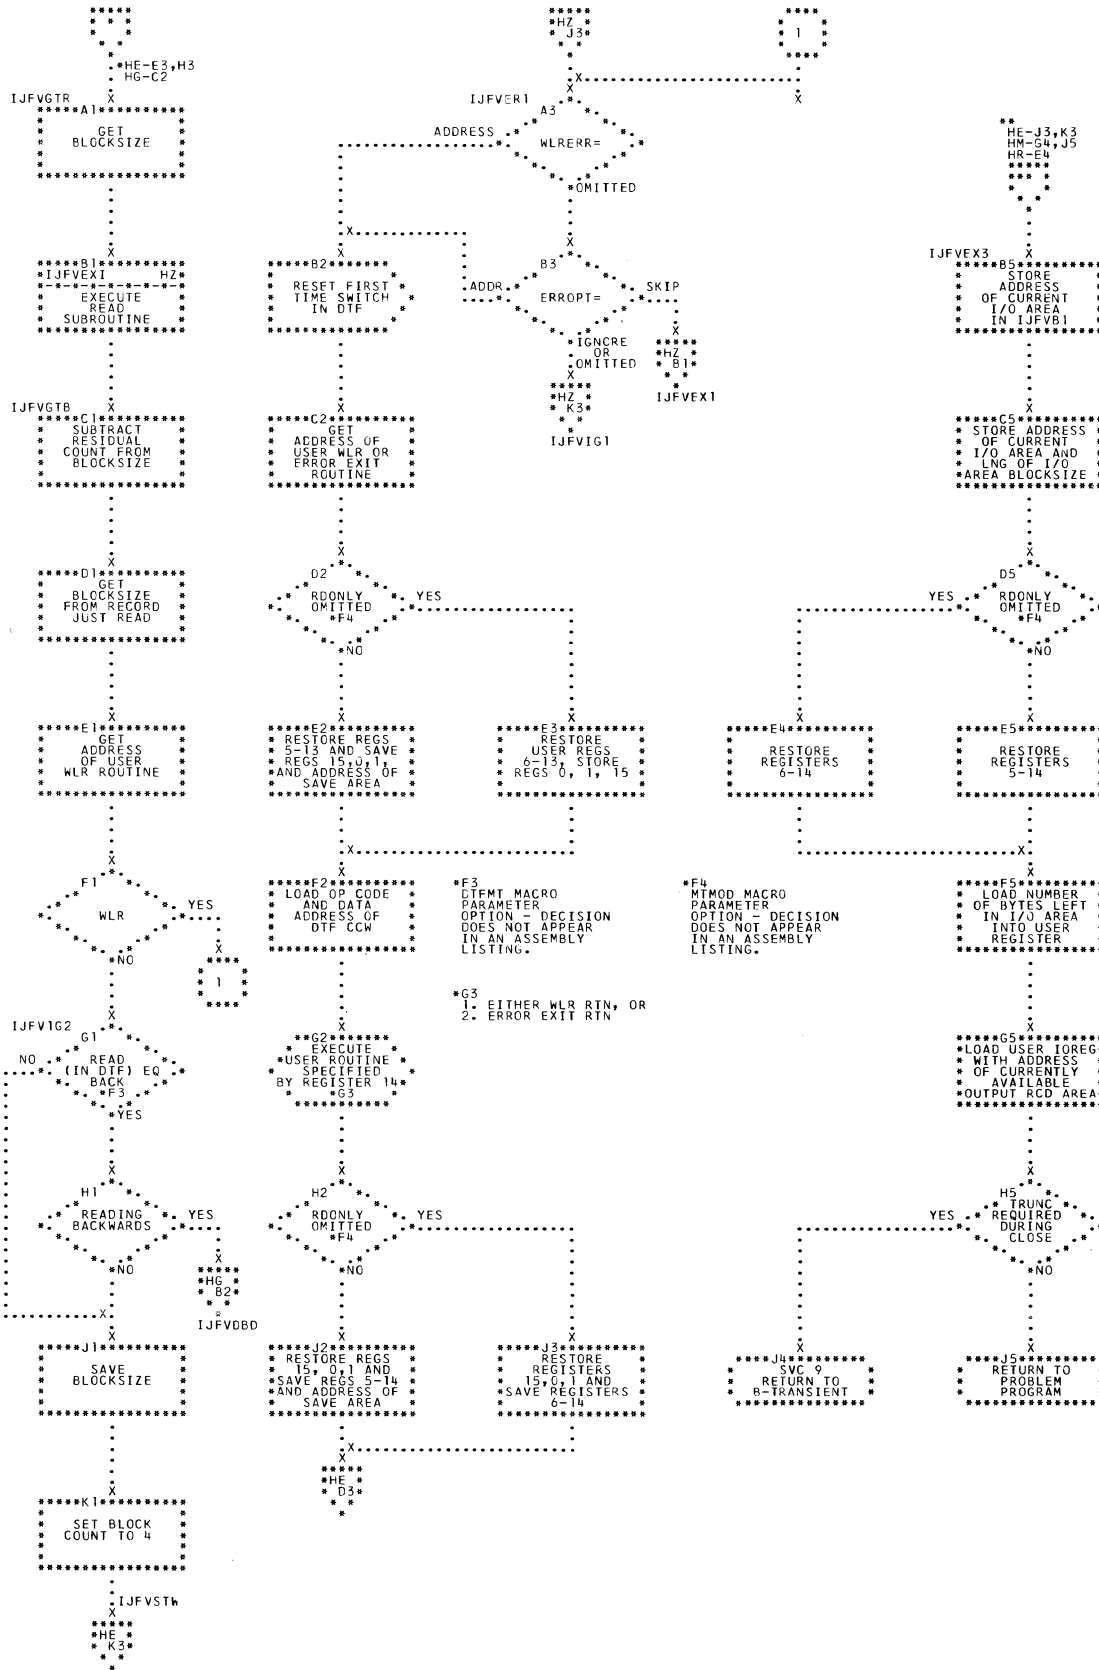 HE-E3,H3
HG-C2
IJFVGTR
A1
GET
BLOCKSIZE
B1
IJFVEXI HZ
EXECUTE
READ
SUBROUTINE
IJFVGTB
C1
SUBTRACT
RESIDUAL
COUNT FROM
BLOCKSIZE
D1
GET
BLOCKSIZE
FROM RECORD
JUST READ
E1
GET
ADDRESS
OF USER
WLR ROUTINE
F1
WLR
YES
NO
1
IJFVIG2
G1
NO
READ
(IN DTF) EQ
BACK
*F3
YES
H1
READING
BACKWARDS
YES
NO
HG
B2
IJFVDBD
J1
SAVE
BLOCKSIZE
K1
SET BLOCK
COUNT TO 4
IJFVSTW
HE
K3
HZ
J3
1
IJFVER1
A3
ADDRESS
WLRERR=
OMITTED
B2
RESET FIRST
TIME SWITCH
IN DTF
B3
ADDR.
ERROPT=
SKIP
IGNORE
OR
OMITTED
HZ
B1
IJFVEX1
HZ
K3
IJFVIG1
C2
GET
ADDRESS OF
USER WLR OR
ERROR EXIT
ROUTINE
D2
RDONLY
OMITTED
*F4
YES
NO
E2
RESTORE REGS
5-13 AND SAVE
REGS 15,0,1,
AND ADDRESS OF
SAVE AREA
E3
RESTORE
USER REGS
6-13, STORE
REGS 0, 1, 15
F2
LOAD OP CODE
AND DATA
ADDRESS OF
DTF CCW
*F3
DTFMT MACRO
PARAMETER
OPTION - DECISION
DOES NOT APPEAR
IN AN ASSEMBLY
LISTING.
*F4
MTMOD MACRO
PARAMETER
OPTION - DECISION
DOES NOT APPEAR
IN AN ASSEMBLY
LISTING.
*G3
1. EITHER WLR RTN, OR
2. ERROR EXIT RTN
G2
EXECUTE
USER ROUTINE
SPECIFIED
BY REGISTER 14
*G3
H2
RDONLY
OMITTED
*F4
YES
NO
J2
RESTORE REGS
15, 0,1 AND
SAVE REGS 5-14
AND ADDRESS OF
SAVE AREA
J3
RESTORE
REGISTERS
15,0,1 AND
SAVE REGISTERS
6-14
HE
D3
HE-J3,K3
HM-G4,J5
HR-E4
IJFVEX3
B5
STORE
ADDRESS
OF CURRENT
I/O AREA
IN IJFVB1
C5
STORE ADDRESS
OF CURRENT
I/O AREA AND
LNG OF I/O
AREA BLOCKSIZE
D5
YES
RDONLY
OMITTED
*F4
NO
E4
RESTORE
REGISTERS
6-14
E5
RESTORE
REGISTERS
5-14
F5
LOAD NUMBER
OF BYTES LEFT
IN I/O AREA
INTO USER
REGISTER
G5
LOAD USER IOREG
WITH ADDRESS
OF CURRENTLY
AVAILABLE
OUTPUT RCD AREA
H5
YES
TRUNC
REQUIRED
DURING
CLOSE
NO
J4
SVC 9
RETURN TO
B-TRANSIENT
J5
RETURN TO
PROBLEM
PROGRAM